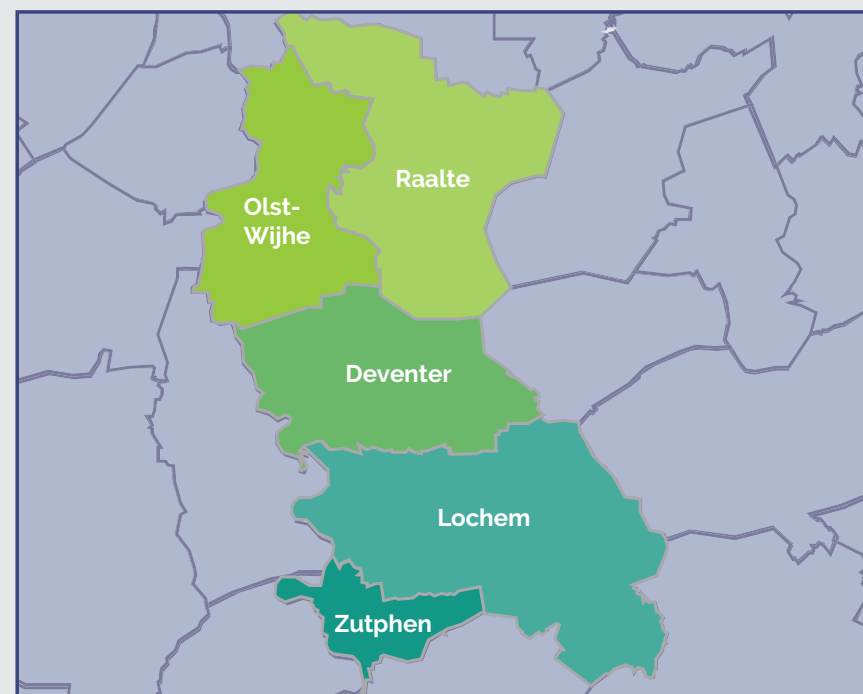 Raalte
Olst-
Wijhe
Deventer
Lochem
Zutphen